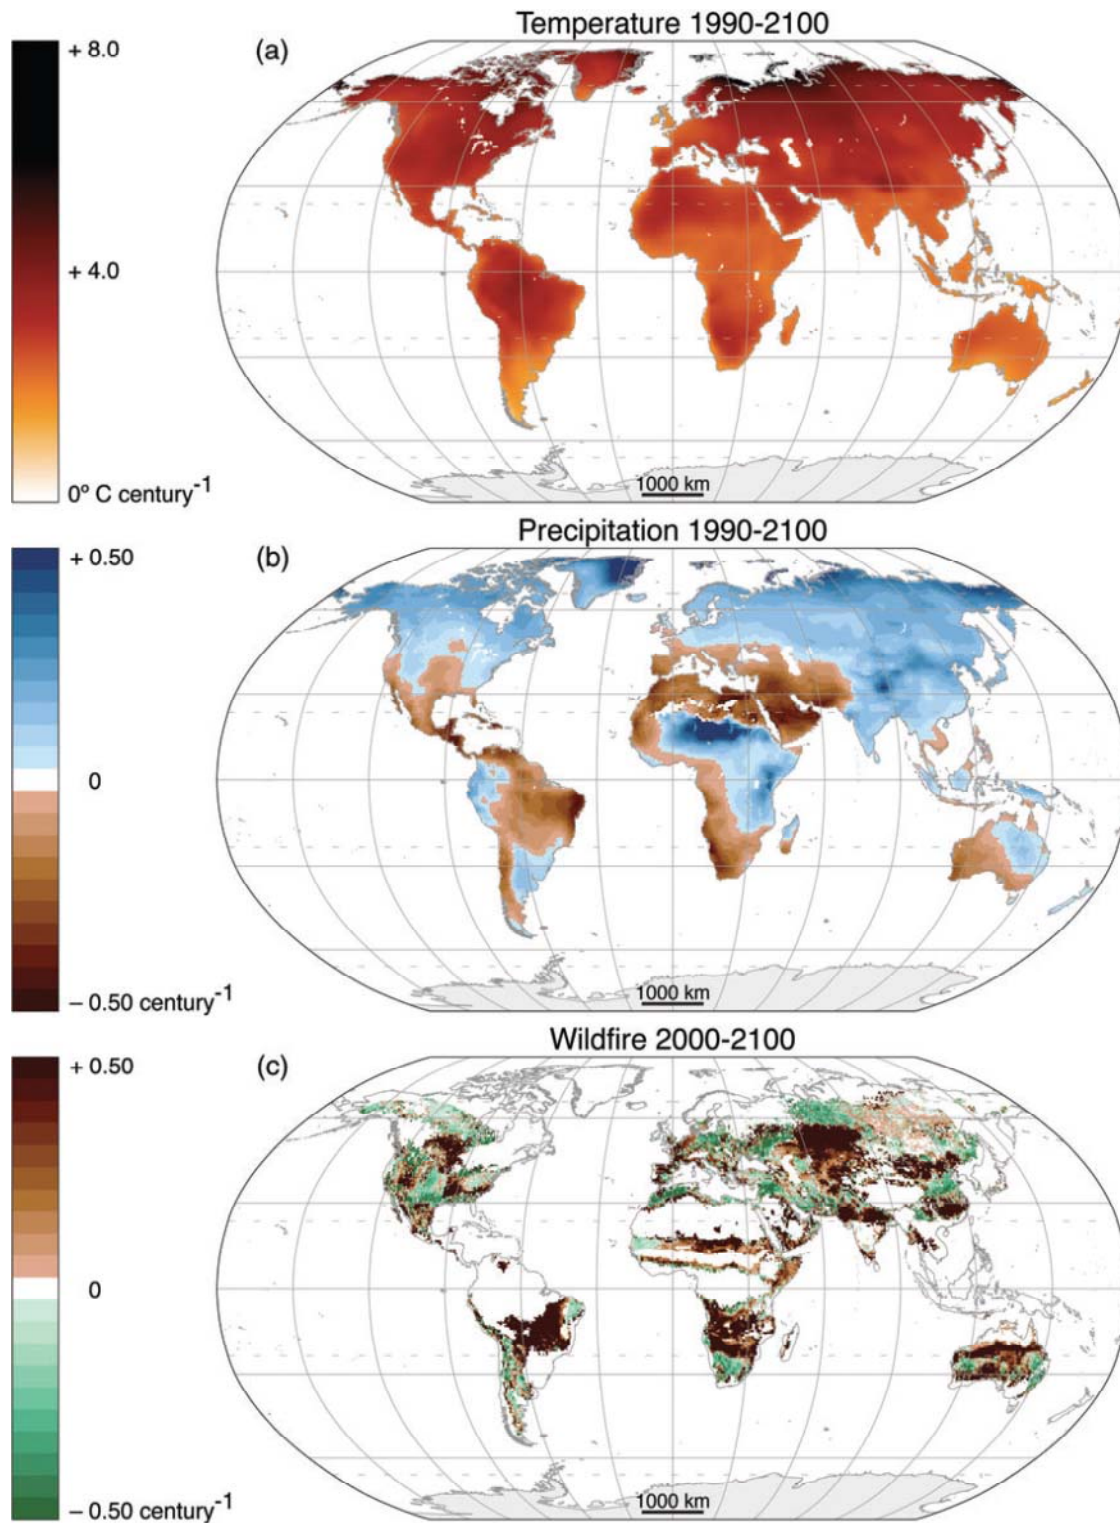 Temperature 1990-2100
(a)
+ 8.0
+ 4.0
0° C century-1
1000 km
Precipitation 1990-2100
(b)
+ 0.50
0
– 0.50 century-1
1000 km
Wildfire 2000-2100
(c)
+ 0.50
0
– 0.50 century-1
1000 km